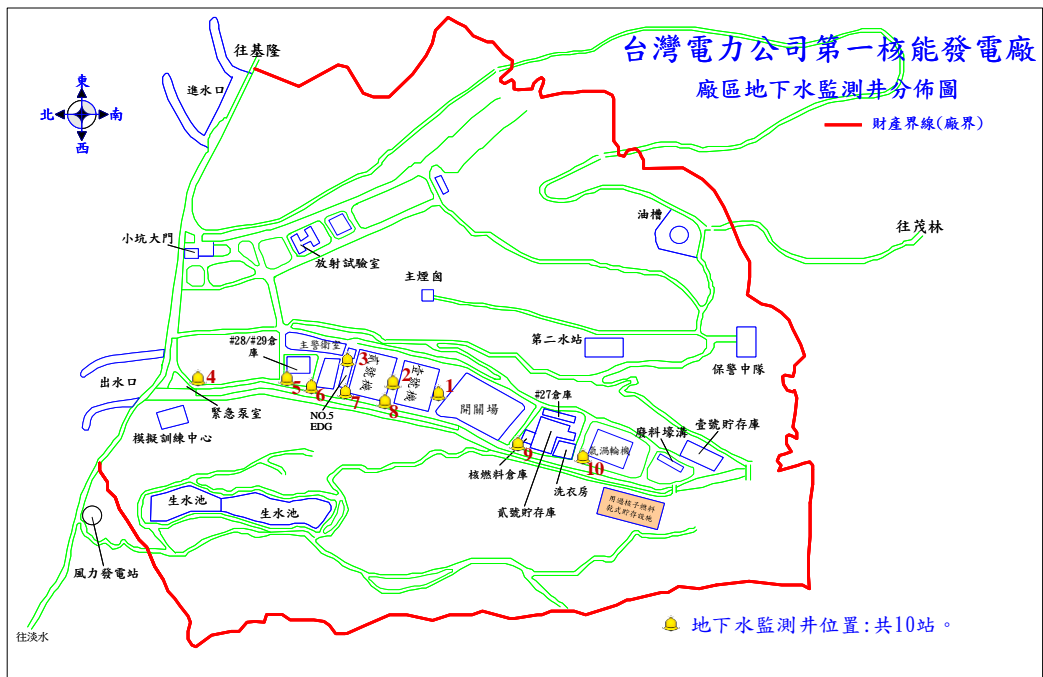 台灣電力公司第一核能發電廠
廠區地下水監測井分佈圖
財產界線(廠界)
往基隆
進水口
東
北
南
西
油槽
往茂林
小坑大門
放射試驗室
主煙囪
#28/#29倉
庫
主警衛室
貳號機
壹號機
第二水站
保警中隊
出水口
緊急泵室
模擬訓練中心
NO.5
EDG
開關場
#27倉庫
氣渦輪機
廢料壕溝
壹號貯存庫
核燃料倉庫
洗衣房
貳號貯存庫
用過核子燃料
乾式貯存設施
1
2
3
4
5
6
7
8
9
10
生水池
生水池
風力發電站
往淡水
地下水監測井位置:共10站。